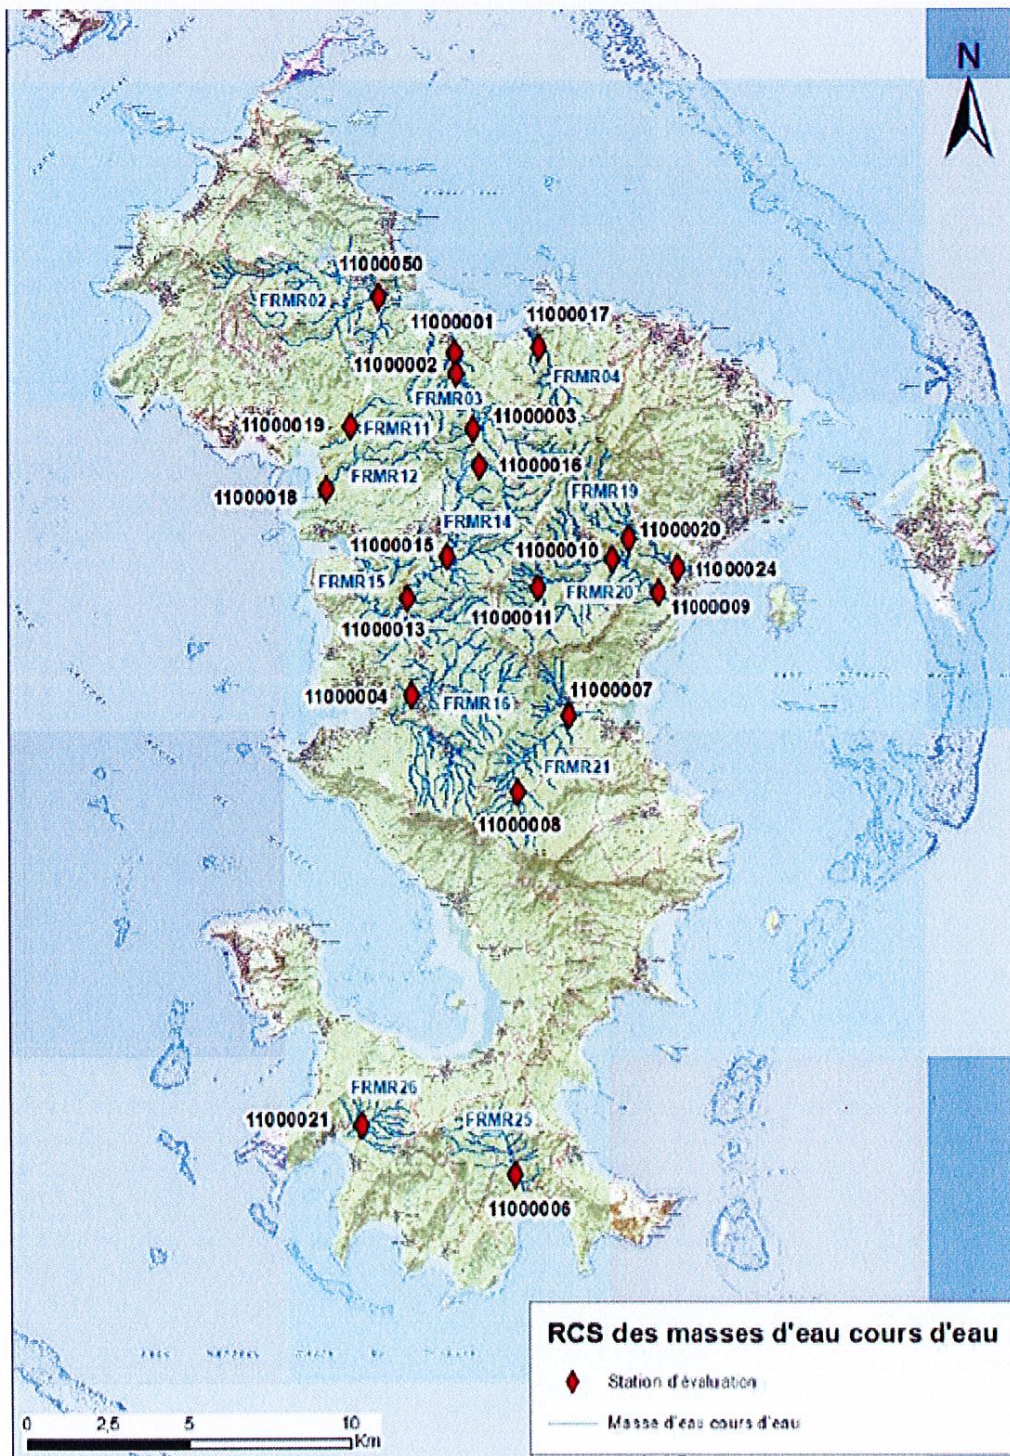 N
11000050
FRMR02
11000001
11000017
11000002
FRMR04
FRMR03
11000003
11000019
FRMR11
11000016
FRMR12
11000018
FRMR19
FRMR14
11000020
11000015
11000010
11000024
FRMR15
FRMR20
11000009
11000011
11000013
11000007
11000004
FRMR16
FRMR21
11000008
FRMR26
11000021
FRMR25
11000006
RCS des masses d'eau cours d'eau
Station d'évaluation
Masse d'eau cours d'eau
0 2,5 5 10
Km